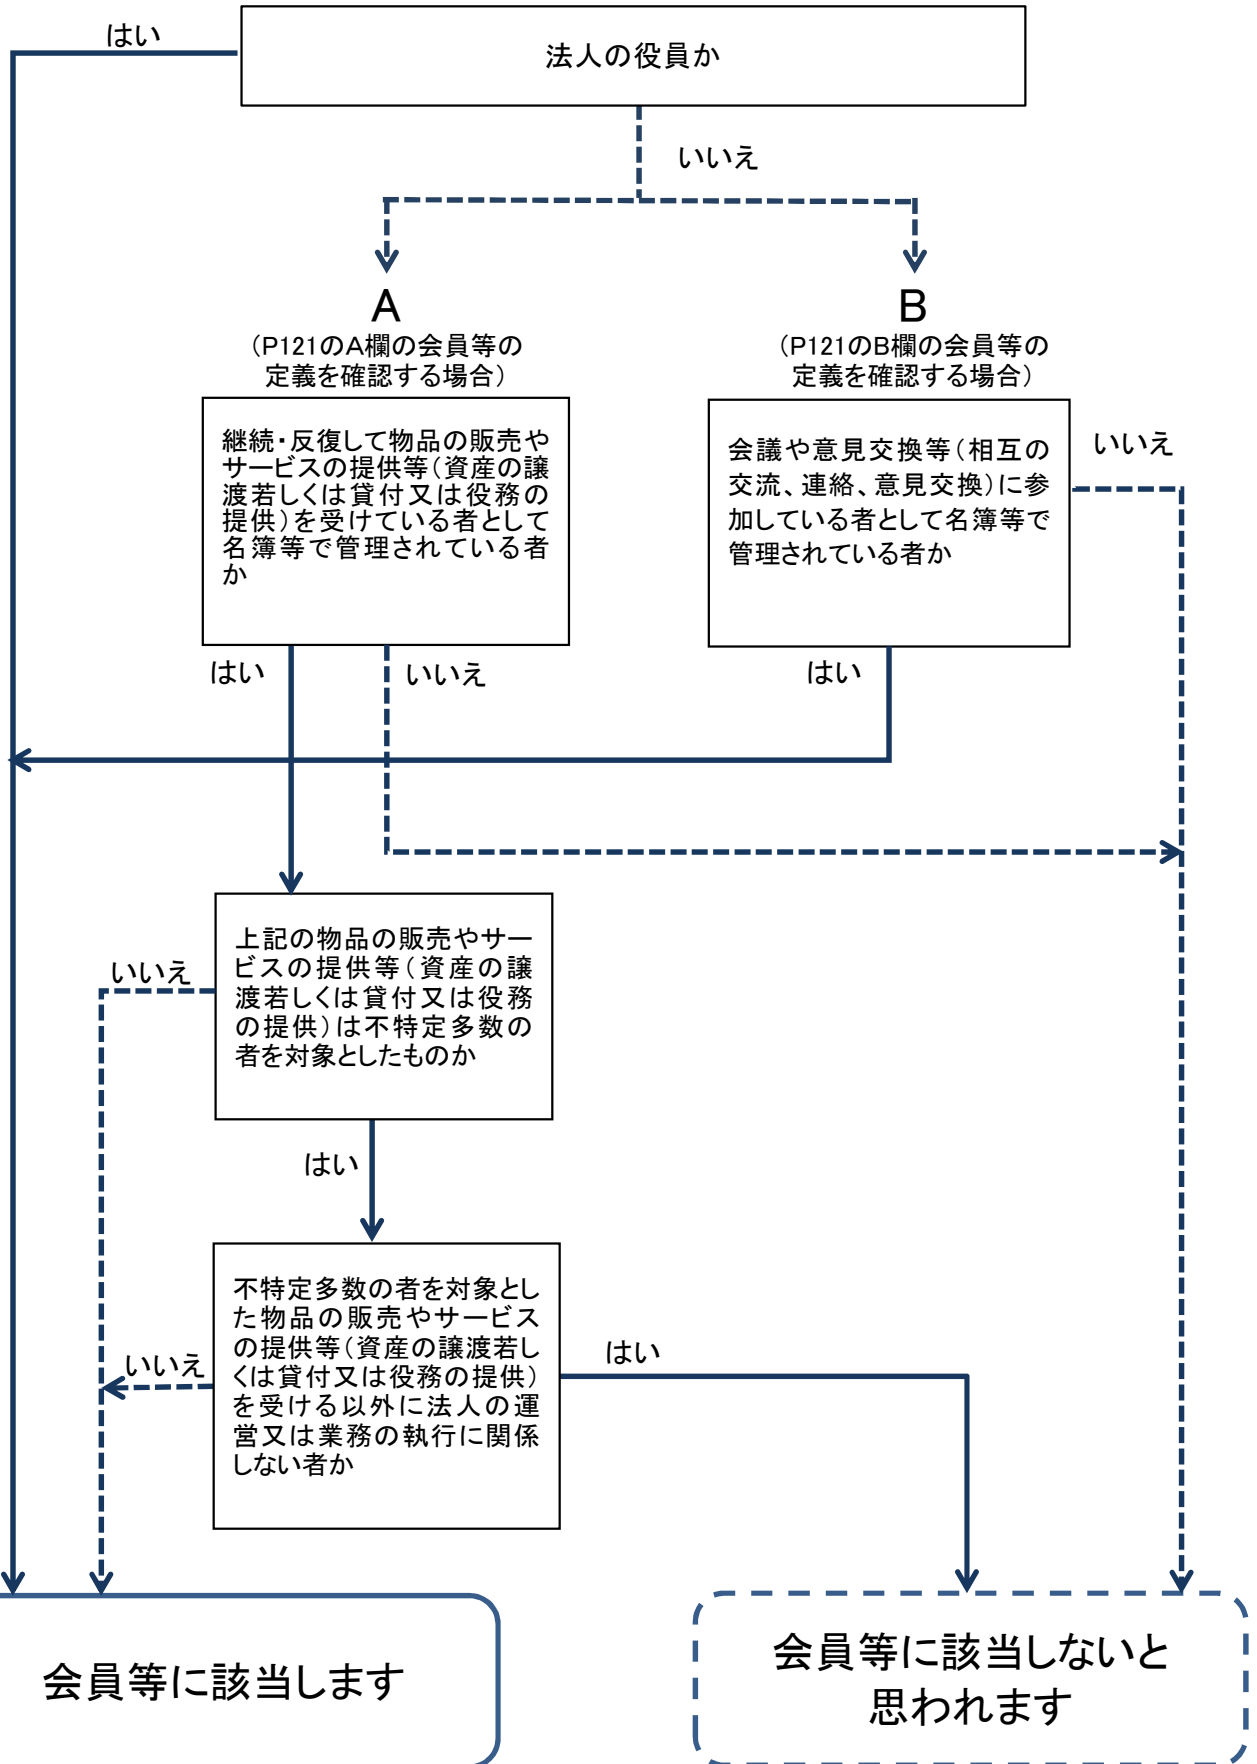 はい
法人の役員か
いいえ
A
（P121のA欄の会員等の
定義を確認する場合）
B
（P121のB欄の会員等の
定義を確認する場合）
継続・反復して物品の販売や
サービスの提供等（資産の譲
渡若しくは貸付又は役務の
提供）を受けている者として
名簿等で管理されている者
か
会議や意見交換等（相互の
交流、連絡、意見交換）に参
加している者として名簿等で
管理されている者か
いいえ
はい
いいえ
はい
上記の物品の販売やサー
ビスの提供等（資産の譲
渡若しくは貸付又は役務
の提供）は不特定多数の
者を対象としたものか
いいえ
はい
不特定多数の者を対象とし
た物品の販売やサービス
の提供等（資産の譲渡若し
くは貸付又は役務の提供）
を受ける以外に法人の運
営又は業務の執行に関係
しない者か
いいえ
はい
会員等に該当します
会員等に該当しないと
思われます